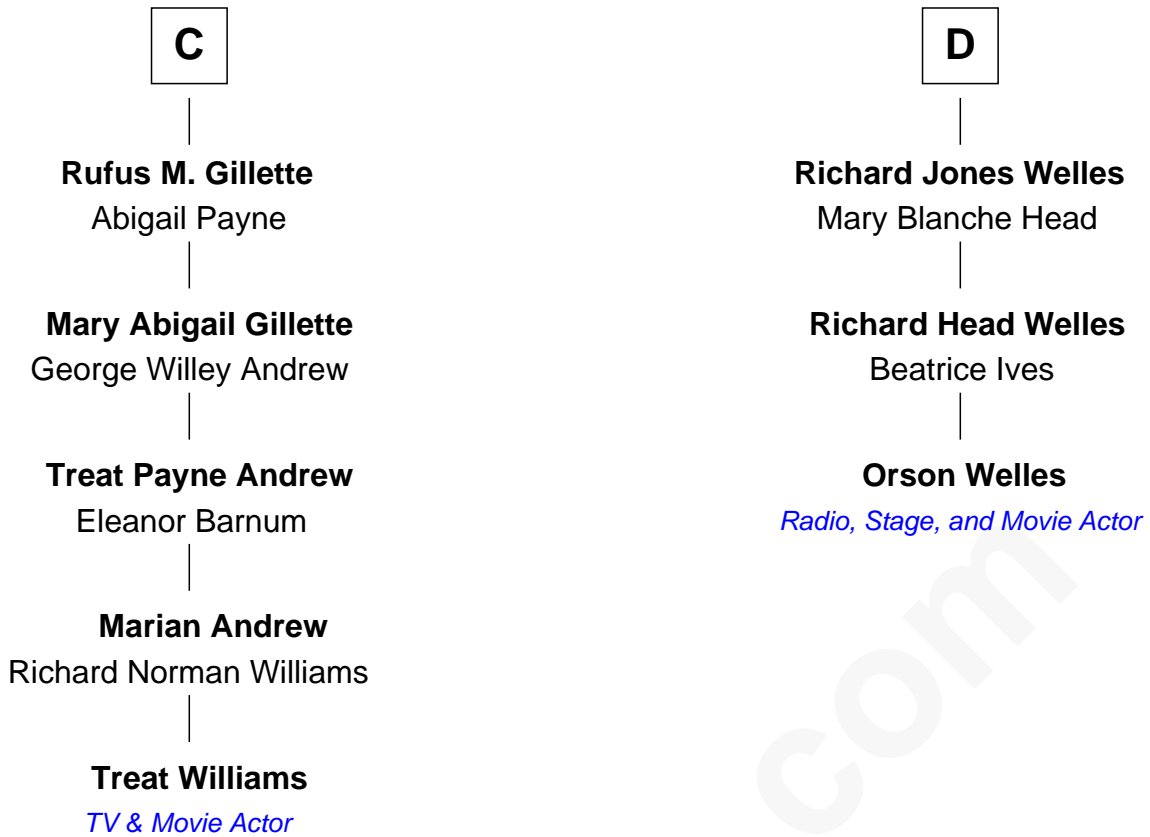 C
Rufus M. Gillette
Abigail Payne
Mary Abigail Gillette
George Willey Andrew
Treat Payne Andrew
Eleanor Barnum
Marian Andrew
Richard Norman Williams
Treat Williams
TV & Movie Actor
D
Richard Jones Welles
Mary Blanche Head
Richard Head Welles
Beatrice Ives
Orson Welles
Radio, Stage, and Movie Actor
com